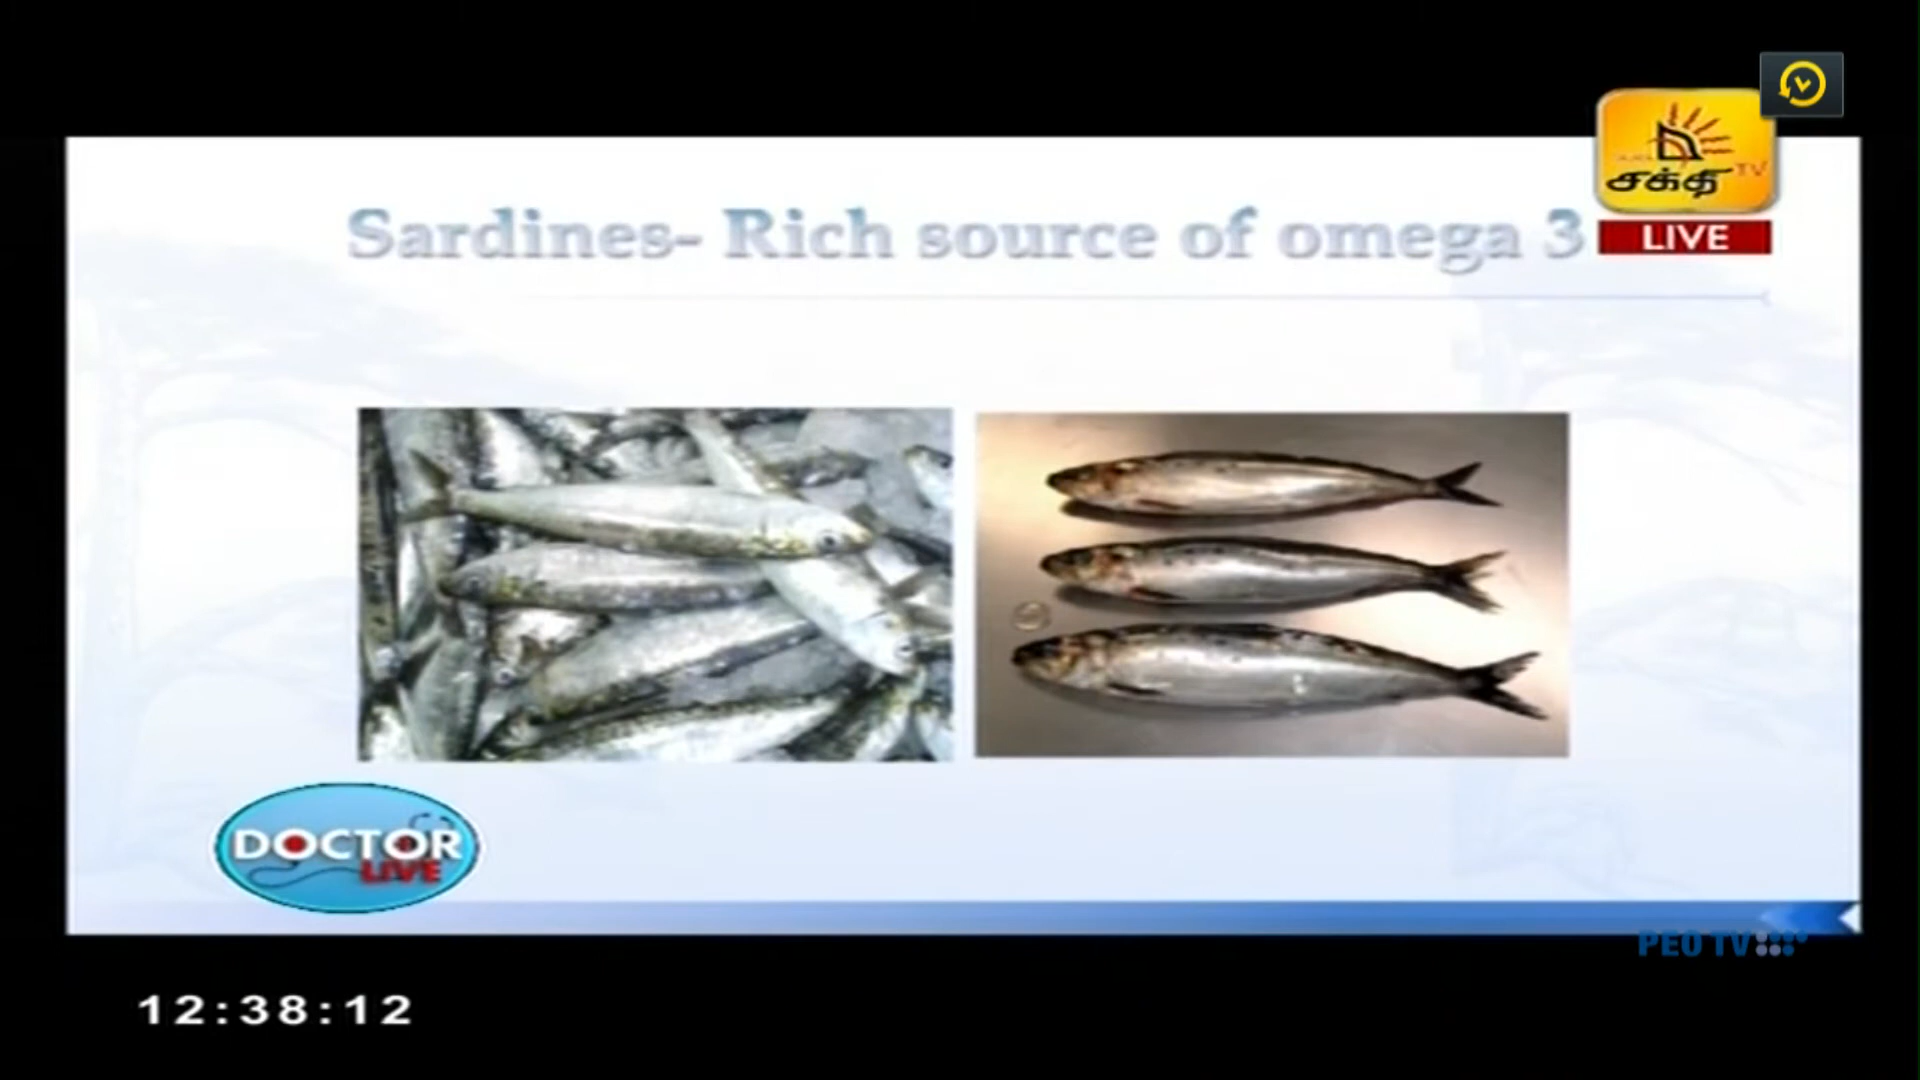 சக்தி TV
LIVE
Sardines- Rich source of omega 3
DOCTOR
LIVE
PEO TV
12:38:12